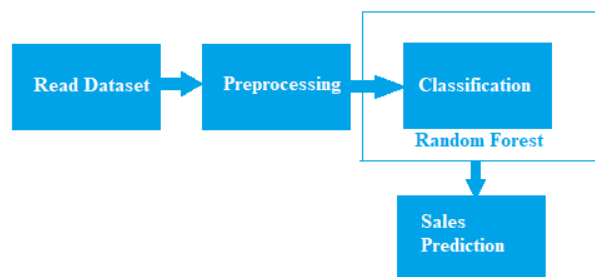 Read Dataset
Preprocessing
Classification
Random Forest
Sales
Prediction